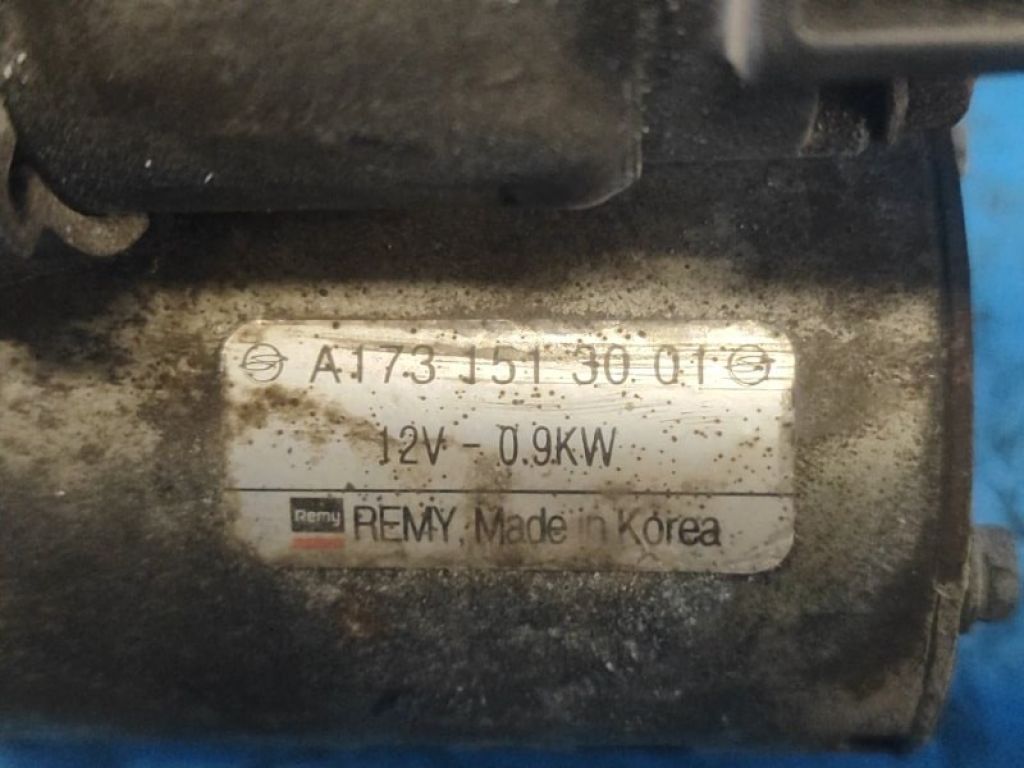 A173 151 30 01
12V - 0.9KW
Remy REMY, Made in Korea